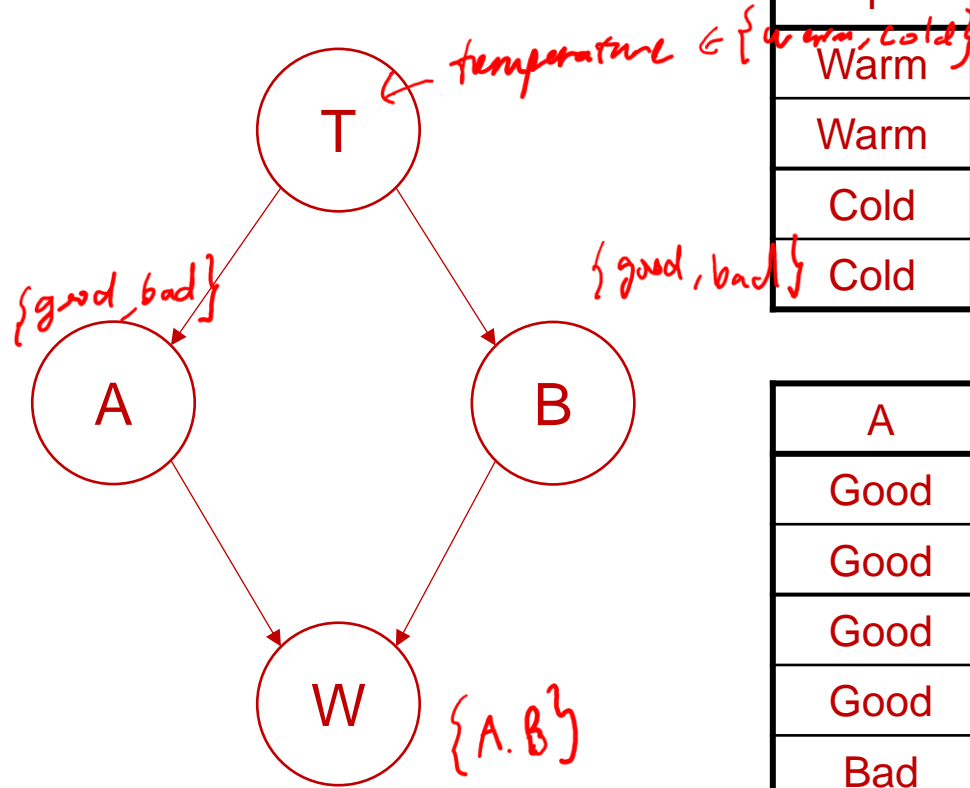 temperature ∈ {warm, cold}
T
Warm
Warm
Cold
Cold
{good, bad}
{good, bad}
A
B
W
{A.B}
A
Good
Good
Good
Good
Bad